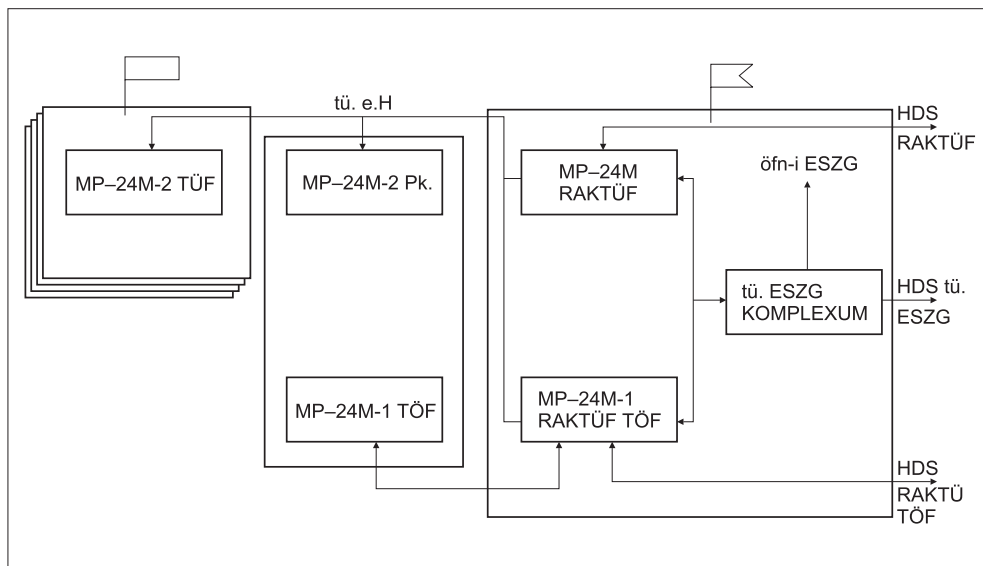 tü. e.H
HDS
RAKTÜF
MP–24M-2 TÜF
MP–24M-2 Pk.
MP–24M
RAKTÜF
öfn-i ESZG
tü. ESZG
KOMPLEXUM
HDS tü.
ESZG
MP–24M-1 TÖF
MP–24M-1
RAKTÜF TÖF
HDS
RAKTÜ
TÖF